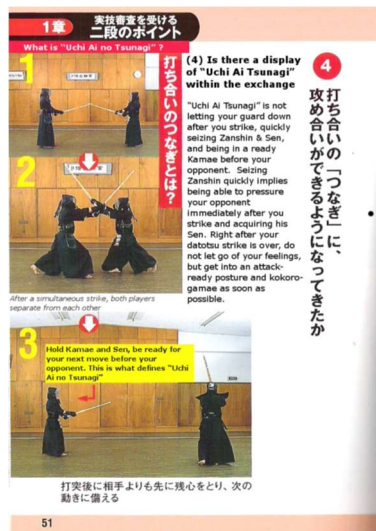 1章
実技審査を受ける
二段のポイント
What is "Uchi Ai no Tsunagi" ?
1
打ち合いのつなぎとは?
(4) Is there a display
of "Uchi Ai Tsunagi"
within the exchange
"Uchi Ai Tsunagi" is not
letting your guard down
after you strike, quickly
seizing Zanshin & Sen,
and being in a ready
Kamae before your
opponent. Seizing
Zanshin quickly implies
being able to pressure
your opponent
immediately after you
strike and acquiring his
Sen. Right after your
datotsu strike is over, do
not let go of your feelings,
but get into an attack-
ready posture and kokoro-
gamae as soon as
possible.
4
打ち合いの「つなぎ」に、
攻め合いができるようになってきたか
2
After a simultaneous strike, both players
separate from each other
3
Hold Kamae and Sen, be ready for
your next move before your
opponent. This is what defines "Uchi
Ai no Tsunagi"
打突後に相手よりも先に残心をとり、次の
動きに備える
51